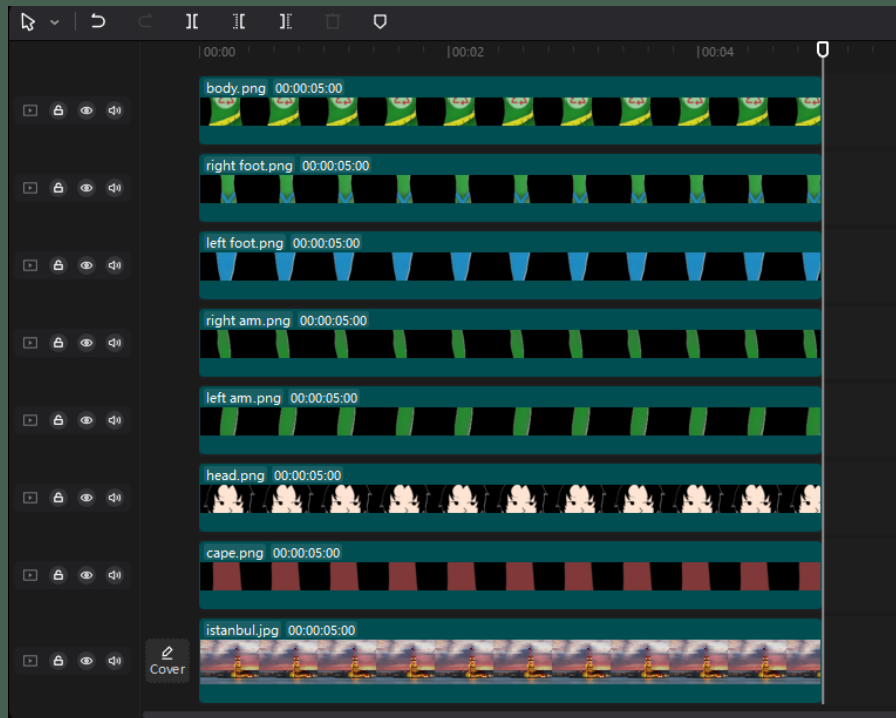 00:00 00:02 00:04
body.png 00:00:05:00
right foot.png 00:00:05:00
left foot.png 00:00:05:00
right arm.png 00:00:05:00
left arm.png 00:00:05:00
head.png 00:00:05:00
cape.png 00:00:05:00
istanbul.jpg 00:00:05:00
Cover